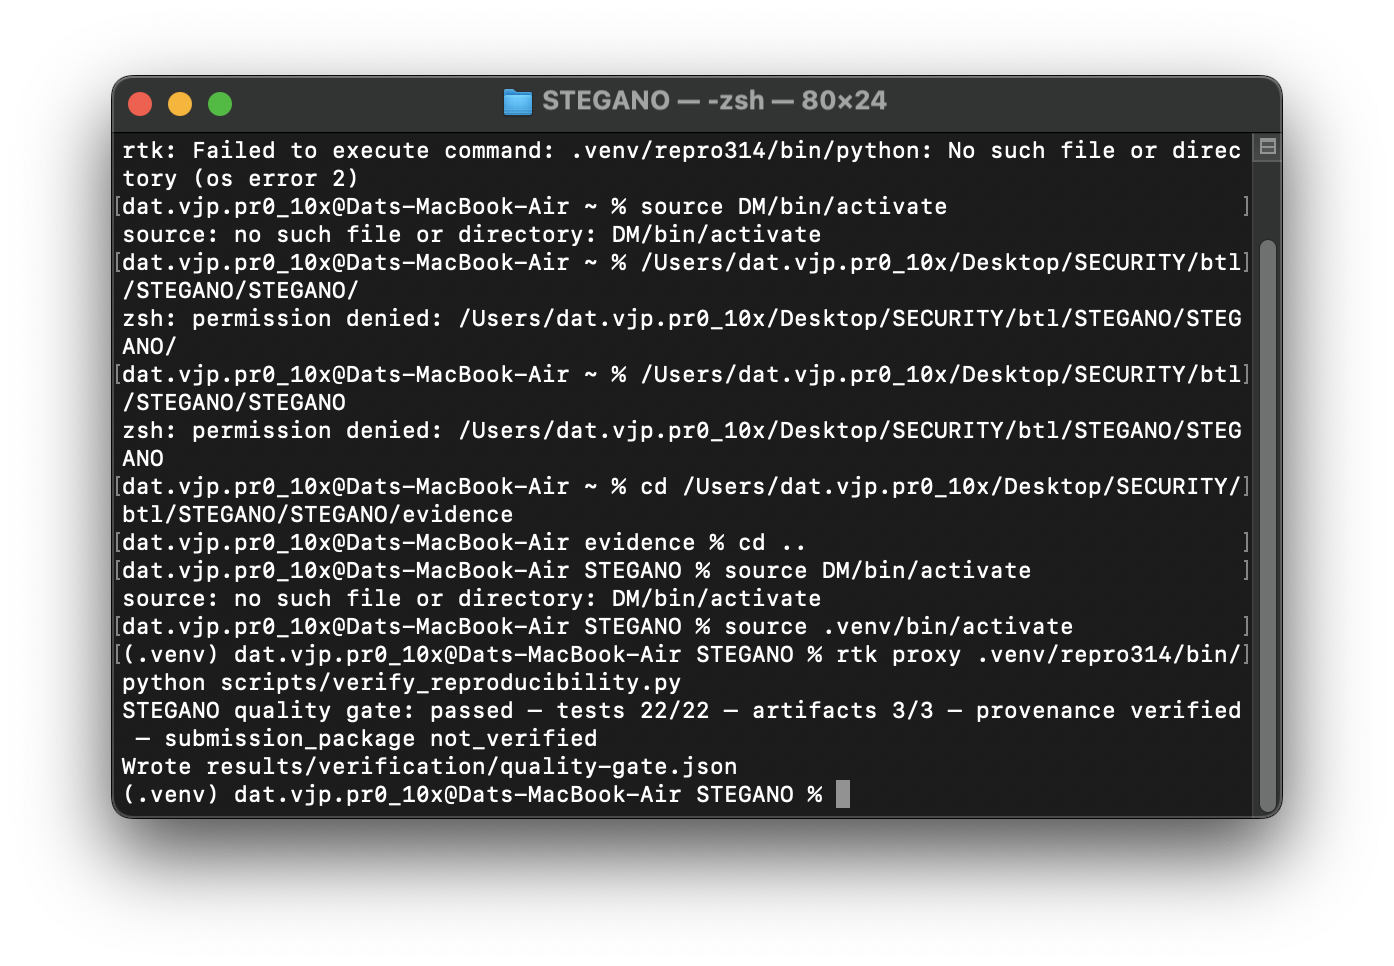 STEGANO — -zsh — 80×24
rtk: Failed to execute command: .venv/repro314/bin/python: No such file or direc
tory (os error 2)
[dat.vjp.pr0_10x@Dats-MacBook-Air ~ % source DM/bin/activate ]
source: no such file or directory: DM/bin/activate
[dat.vjp.pr0_10x@Dats-MacBook-Air ~ % /Users/dat.vjp.pr0_10x/Desktop/SECURITY/btl]
/STEGANO/STEGANO/
zsh: permission denied: /Users/dat.vjp.pr0_10x/Desktop/SECURITY/btl/STEGANO/STEG
ANO/
[dat.vjp.pr0_10x@Dats-MacBook-Air ~ % /Users/dat.vjp.pr0_10x/Desktop/SECURITY/btl]
/STEGANO/STEGANO
zsh: permission denied: /Users/dat.vjp.pr0_10x/Desktop/SECURITY/btl/STEGANO/STEG
ANO
[dat.vjp.pr0_10x@Dats-MacBook-Air ~ % cd /Users/dat.vjp.pr0_10x/Desktop/SECURITY/]
btl/STEGANO/STEGANO/evidence
[dat.vjp.pr0_10x@Dats-MacBook-Air evidence % cd .. ]
[dat.vjp.pr0_10x@Dats-MacBook-Air STEGANO % source DM/bin/activate ]
source: no such file or directory: DM/bin/activate
[dat.vjp.pr0_10x@Dats-MacBook-Air STEGANO % source .venv/bin/activate ]
[(.venv) dat.vjp.pr0_10x@Dats-MacBook-Air STEGANO % rtk proxy .venv/repro314/bin/]
python scripts/verify_reproducibility.py
STEGANO quality gate: passed — tests 22/22 — artifacts 3/3 — provenance verified
— submission_package not_verified
Wrote results/verification/quality-gate.json
(.venv) dat.vjp.pr0_10x@Dats-MacBook-Air STEGANO %